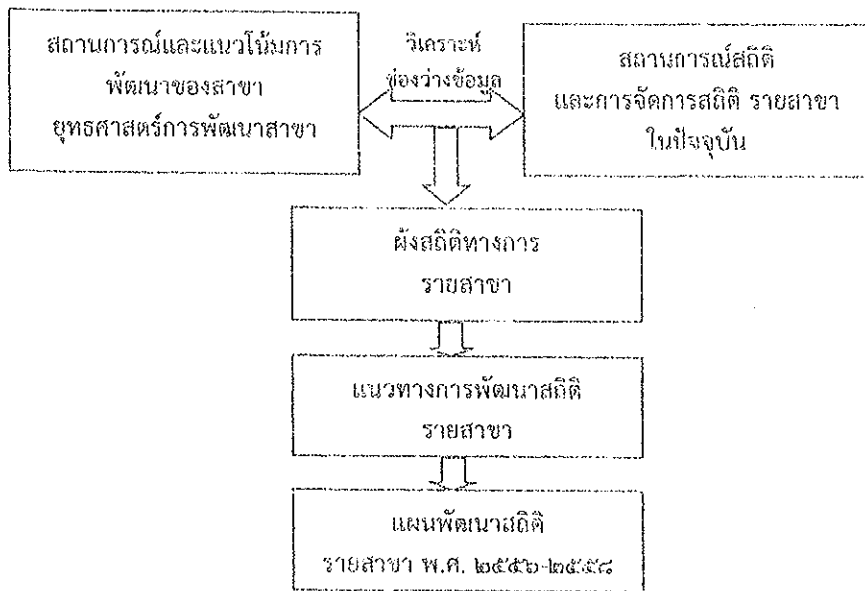 สถานการณ์และแนวโน้มการ
พัฒนาของสาขา
ยุทธศาสตร์การพัฒนาสาขา
วิเคราะห์
ช่องว่างข้อมูล
สถานการณ์สถิติ
และการจัดการสถิติ รายสาขา
ในปัจจุบัน
ผังสถิติทางการ
รายสาขา
แนวทางการพัฒนาสถิติ
รายสาขา
แผนพัฒนาสถิติ
รายสาขา พ.ศ. ๒๕๕๖-๒๕๕๘